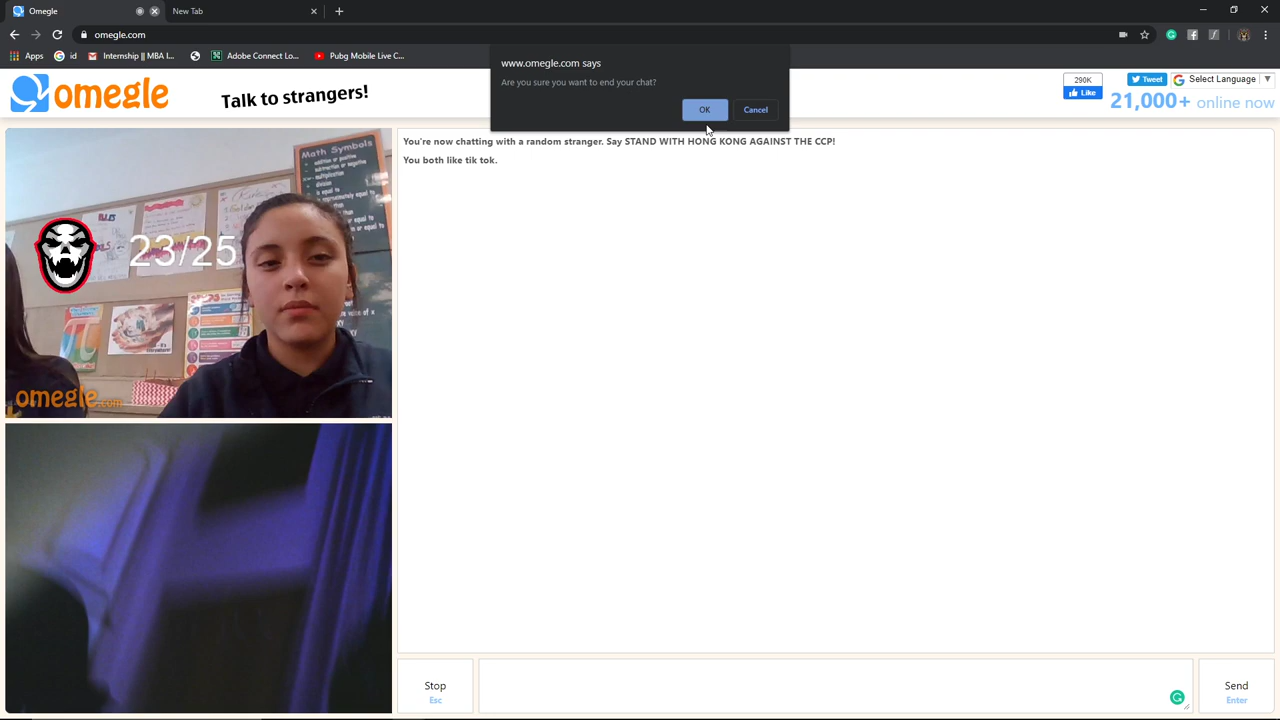 Omegle
New Tab
omegle.com
Apps
id
Internship || MBA I...
Adobe Connect Lo...
Pubg Mobile Live C...
www.omegle.com says
Are you sure you want to end your chat?
OK
Cancel
omegle
Talk to strangers!
290K
Like
Tweet
Select Language
21,000+ online now
You're now chatting with a random stranger. Say STAND WITH HONG KONG AGAINST THE CCP!
You both like tik tok.
Math Symbols
23/25
omegle.com
Stop
Esc
Send
Enter